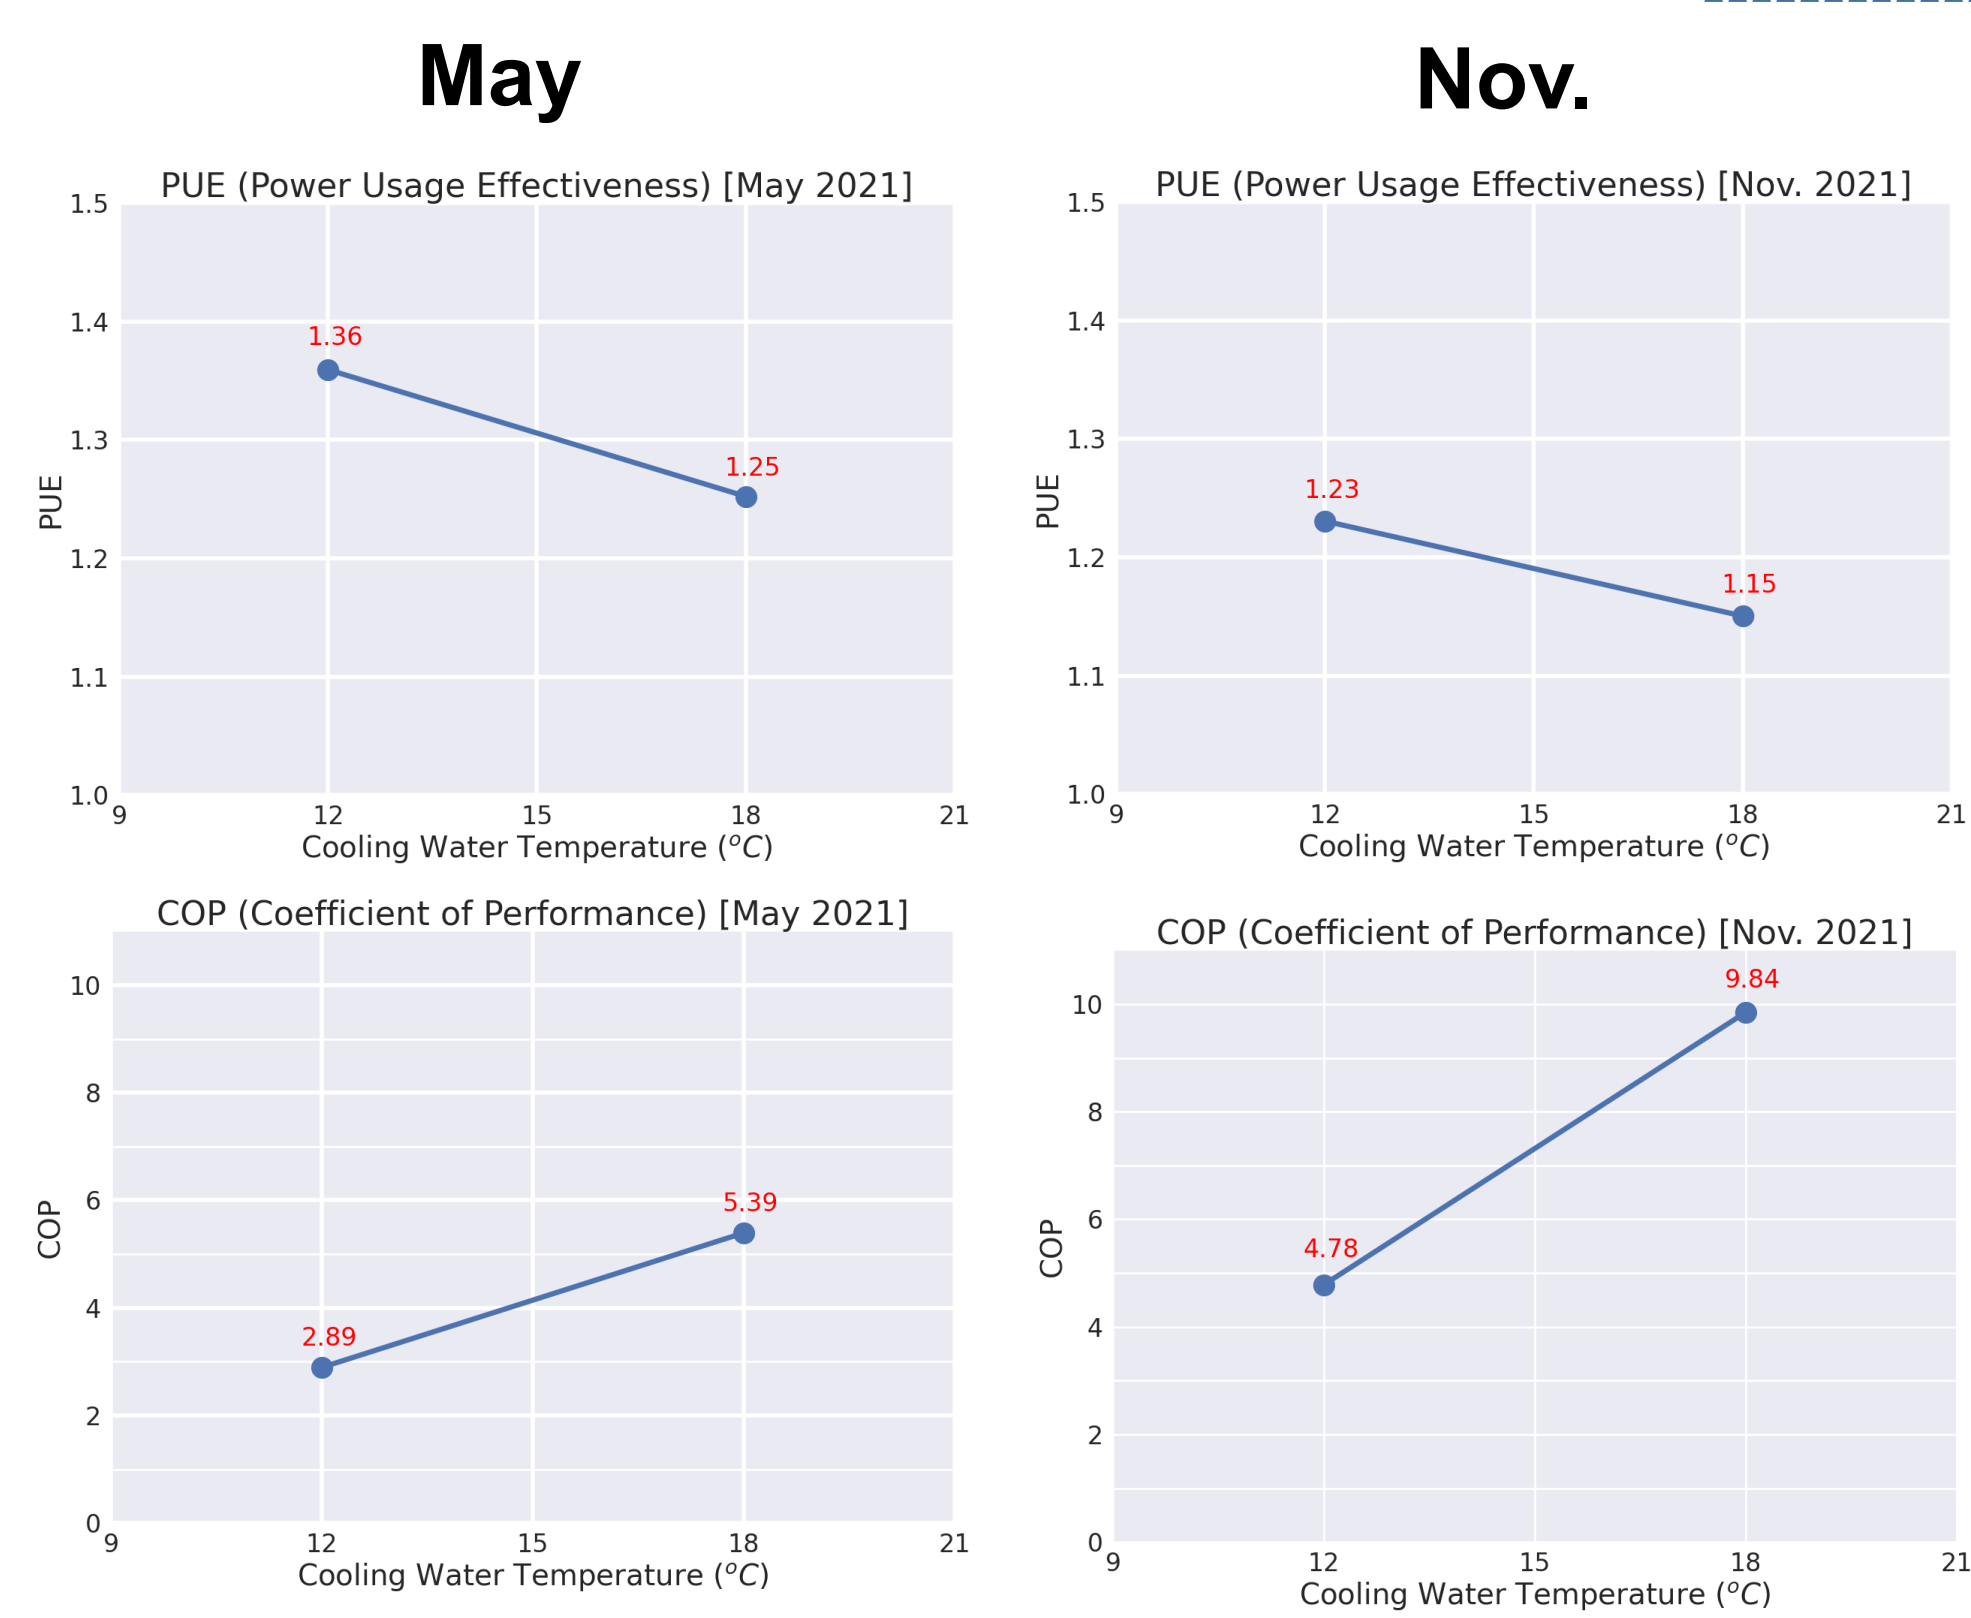 May
Nov.
PUE (Power Usage Effectiveness) [May 2021]
1.5
1.4
1.3
1.2
1.1
1.0
PUE
1.36
1.25
9 12 15 18 21
Cooling Water Temperature (°C)
PUE (Power Usage Effectiveness) [Nov. 2021]
1.5
1.4
1.3
1.2
1.1
1.0
PUE
1.23
1.15
9 12 15 18 21
Cooling Water Temperature (°C)
COP (Coefficient of Performance) [May 2021]
10
8
6
4
2
0
COP
2.89
5.39
9 12 15 18 21
Cooling Water Temperature (°C)
COP (Coefficient of Performance) [Nov. 2021]
10
8
6
4
2
0
COP
4.78
9.84
9 12 15 18 21
Cooling Water Temperature (°C)